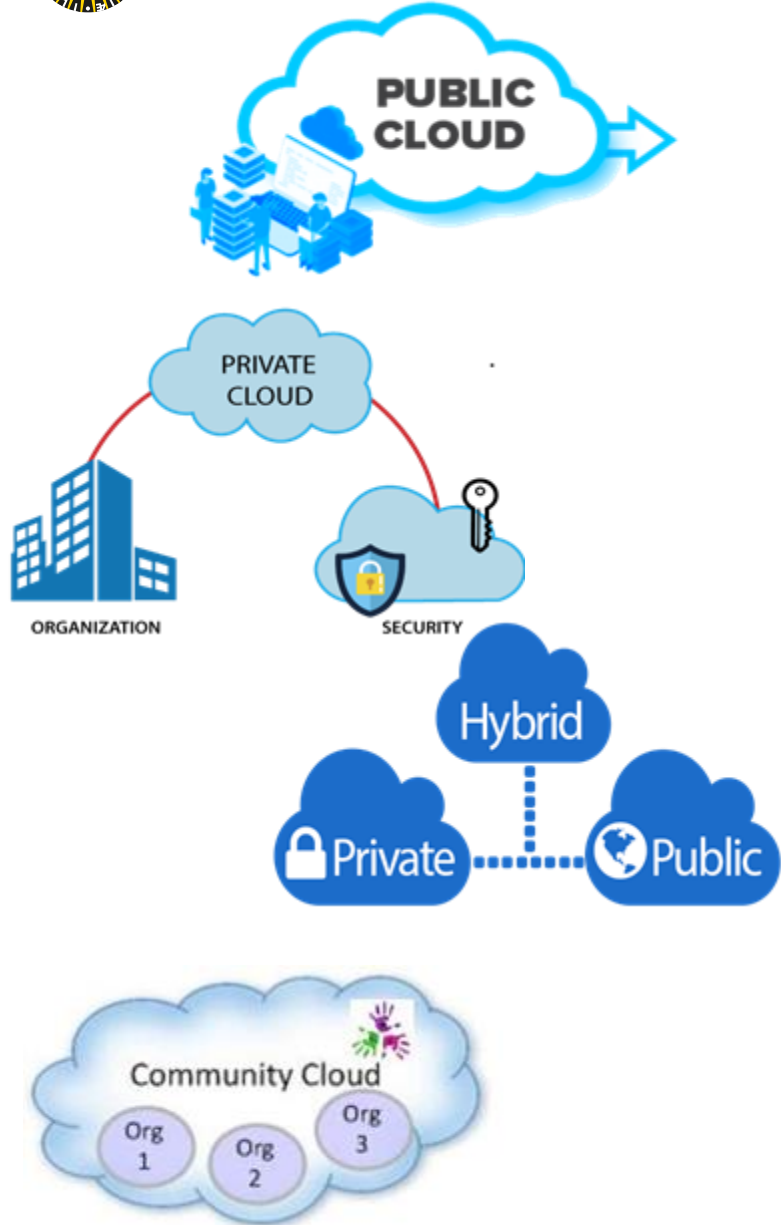 PUBLIC
CLOUD
PRIVATE
CLOUD
ORGANIZATION
SECURITY
Hybrid
Private
Public
Community Cloud
Org
1
Org
2
Org
3